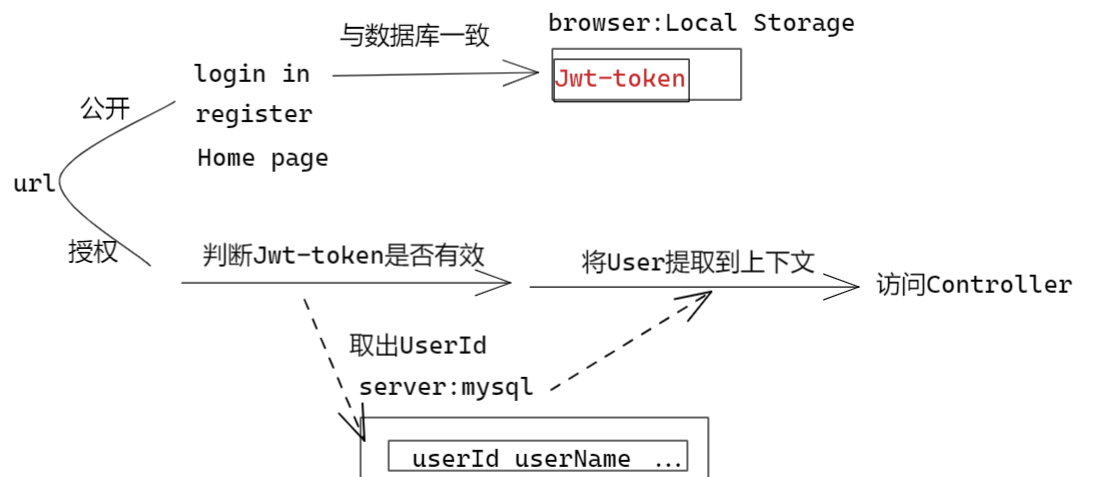 browser:Local Storage
与数据库一致
login in
Jwt-token
公开
register
Home page
url
授权
判断Jwt-token是否有效
将User提取到上下文
访问Controller
取出UserId
server:mysql
userId userName ...